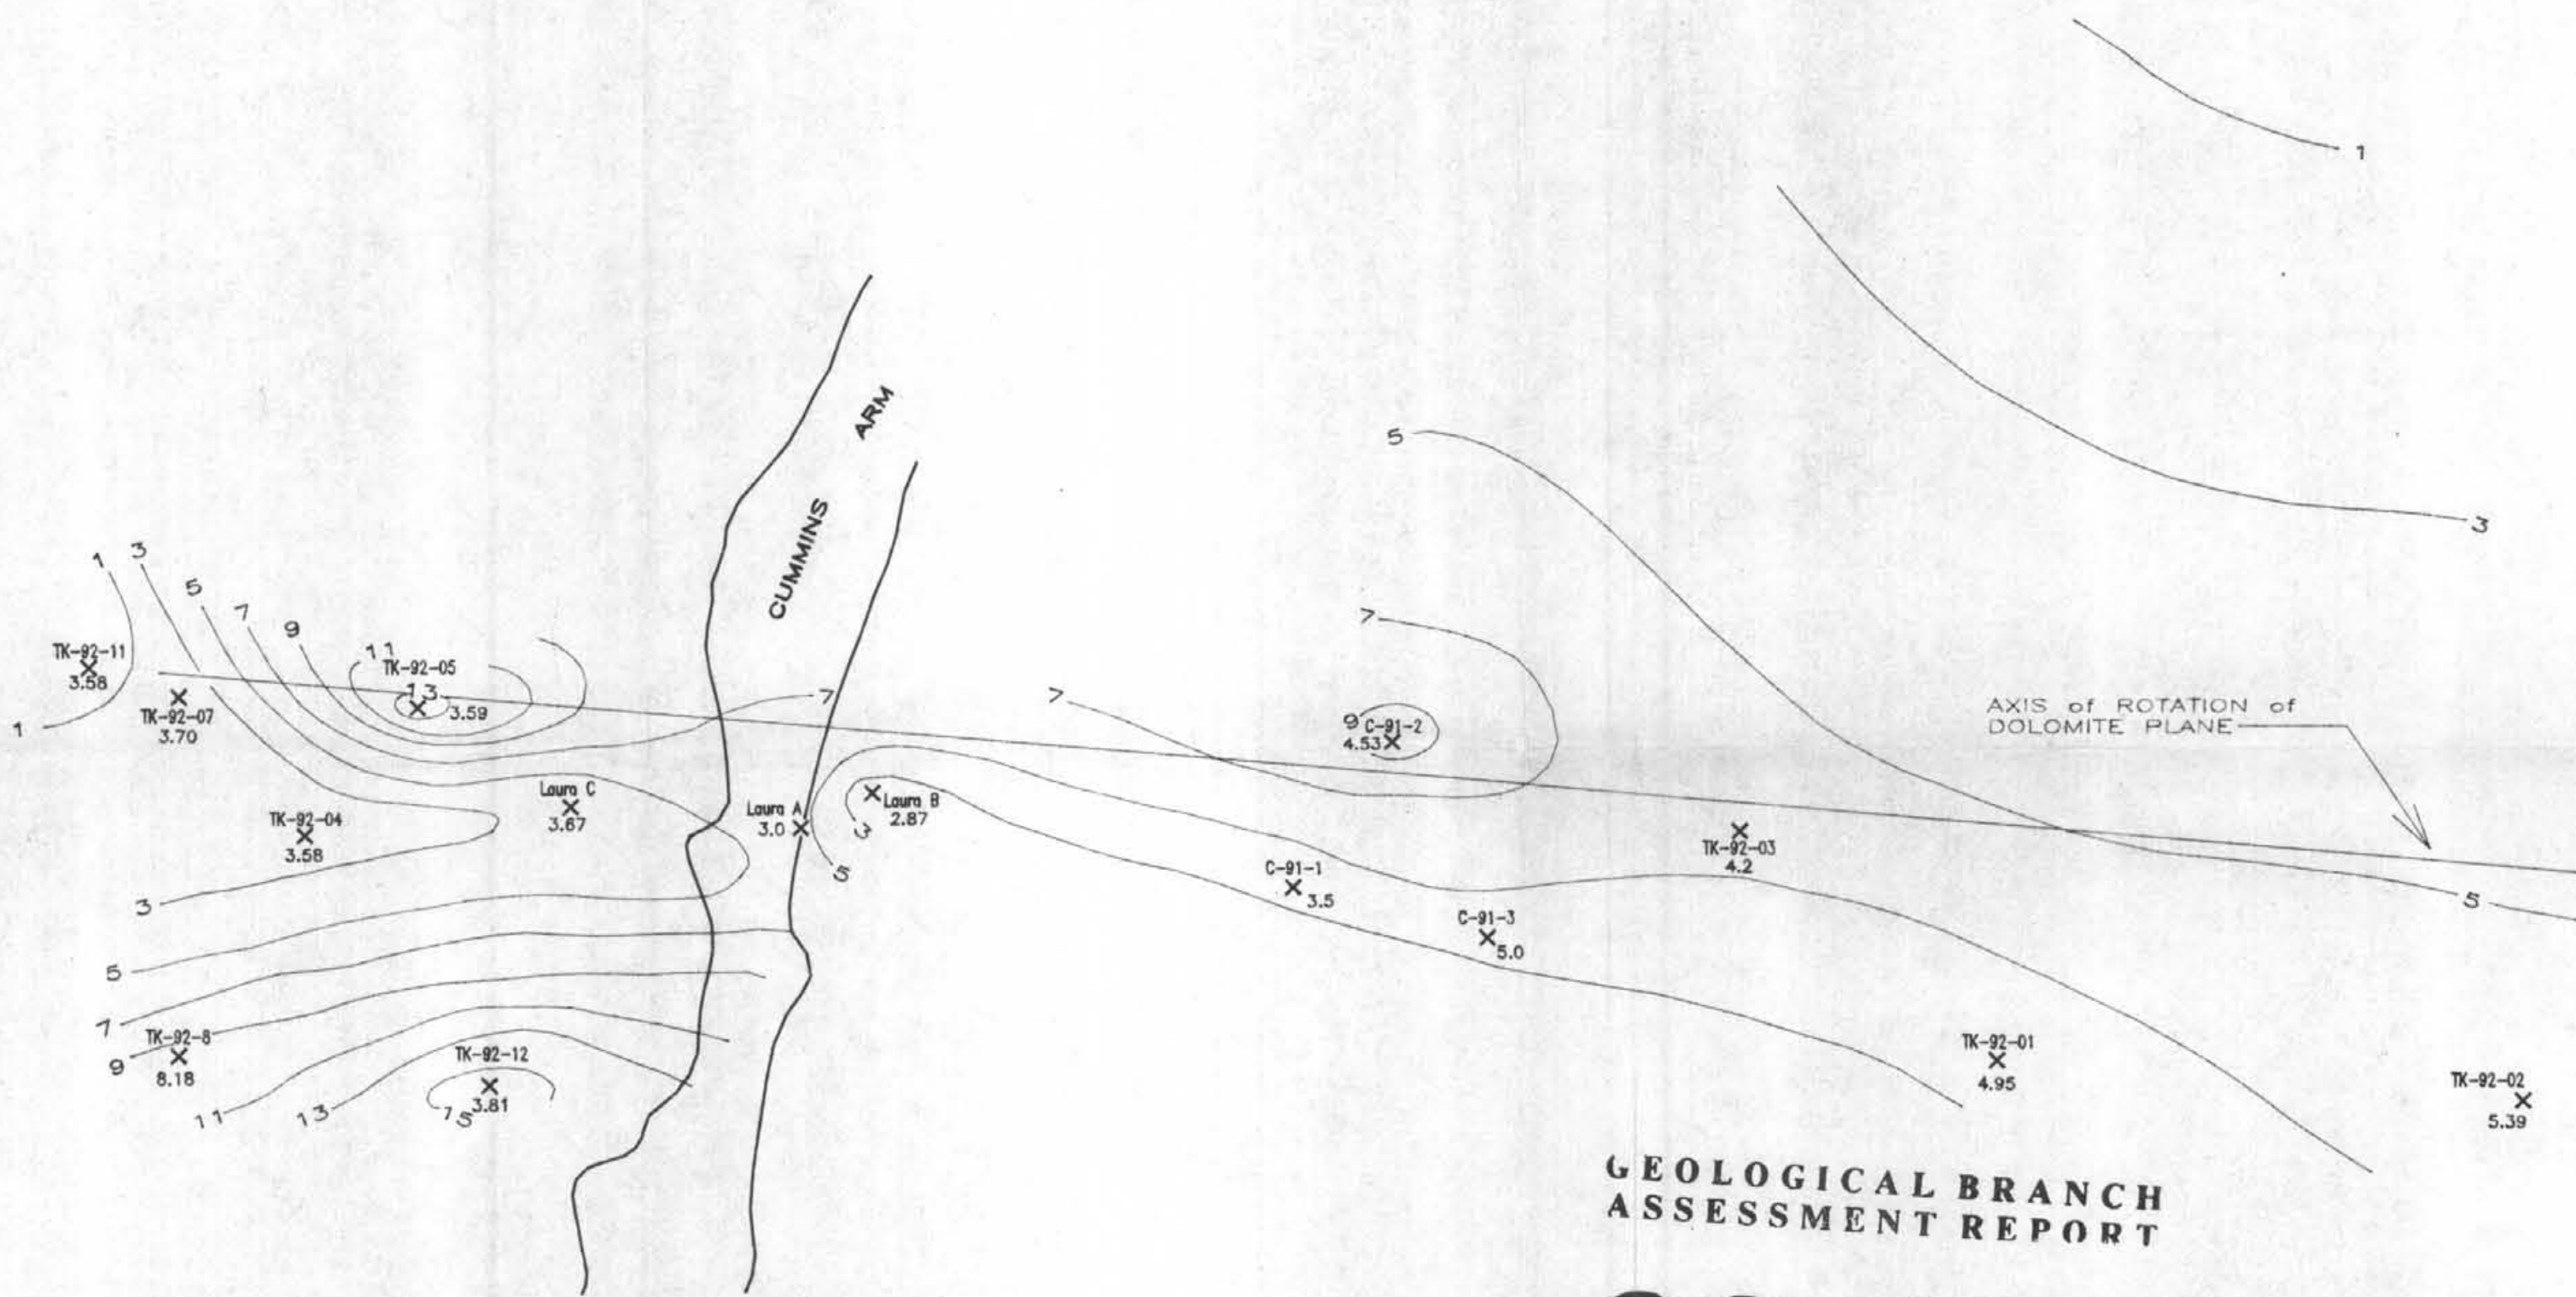 1
3
ARM
CUMMINS
5
7
1
3
5
7
9
11
TK-92-11
3.58
TK-92-05
13
3.59
TK-92-07
3.70
1
7
7
9
C-91-2
4.53
AXIS of ROTATION of
DOLOMITE PLANE
Laura C
3.67
Laura A
3.0
Laura B
2.87
3
5
TK-92-04
3.58
TK-92-03
4.2
C-91-1
3.5
C-91-3
5.0
3
5
5
7
TK-92-8
9
8.18
TK-92-12
3.81
15
11
13
TK-92-01
4.95
TK-92-02
5.39
GEOLOGICAL BRANCH
ASSESSMENT REPORT